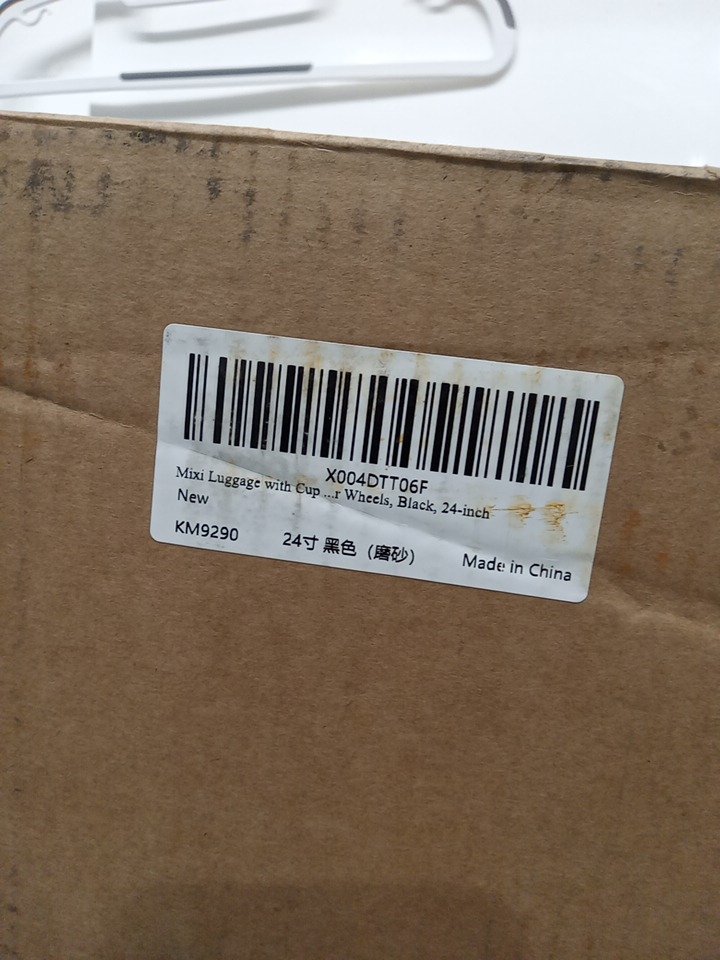 X004DTT06F
Mixi Luggage with Cup ...r Wheels, Black, 24-inch
New
KM9290 24寸 黑色（磨砂） Made in China